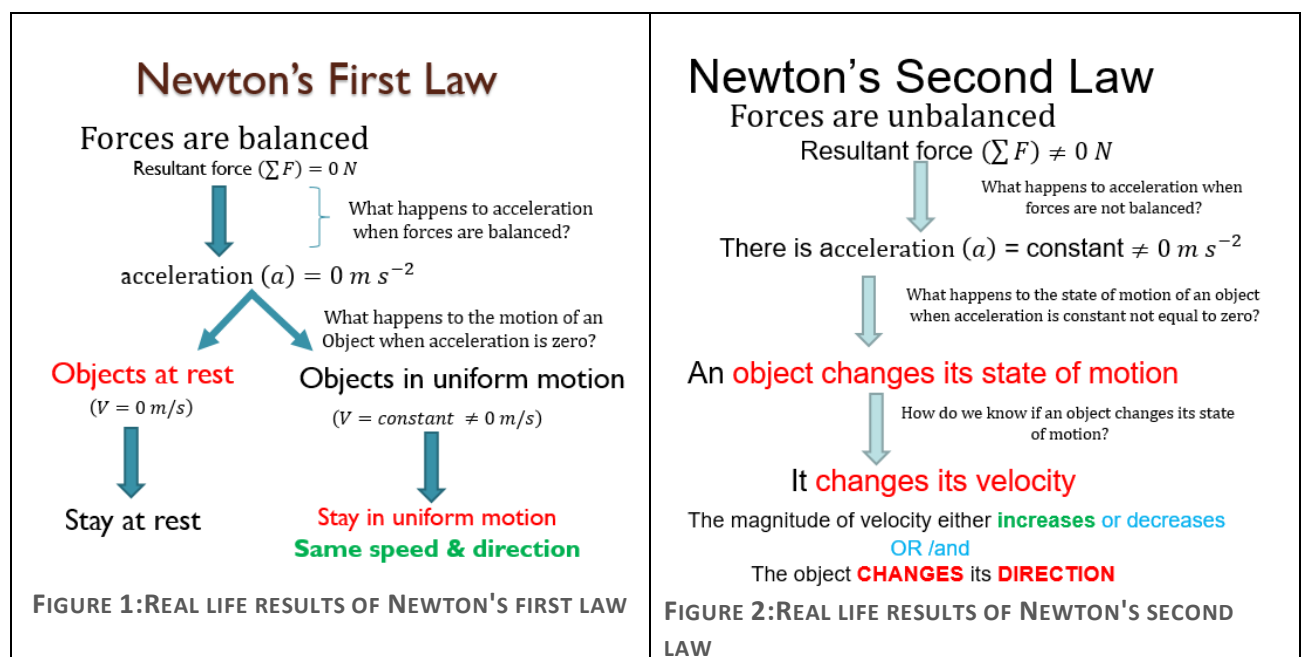 Newton's First Law
Forces are balanced
Resultant force (∑ F) = 0 N
What happens to acceleration
when forces are balanced?
acceleration (a) = 0 m s⁻²
What happens to the motion of an
Object when acceleration is zero?
Objects at rest
(V = 0 m/s)
Objects in uniform motion
(V = constant ≠ 0 m/s)
Stay at rest
Stay in uniform motion
Same speed & direction
FIGURE 1:REAL LIFE RESULTS OF NEWTON'S FIRST LAW
Newton's Second Law
Forces are unbalanced
Resultant force (∑ F) ≠ 0 N
What happens to acceleration when
forces are not balanced?
There is acceleration (a) = constant ≠ 0 m s⁻²
What happens to the state of motion of an object
when acceleration is constant not equal to zero?
An object changes its state of motion
How do we know if an object changes its state
of motion?
It changes its velocity
The magnitude of velocity either increases or decreases
OR /and
The object CHANGES its DIRECTION
FIGURE 2:REAL LIFE RESULTS OF NEWTON'S SECOND
LAW